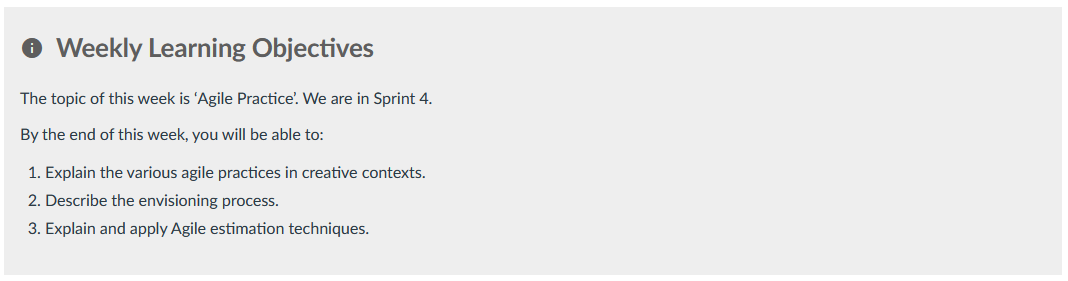 Weekly Learning Objectives
The topic of this week is ‘Agile Practice’. We are in Sprint 4.
By the end of this week, you will be able to:
1. Explain the various agile practices in creative contexts.
2. Describe the envisioning process.
3. Explain and apply Agile estimation techniques.